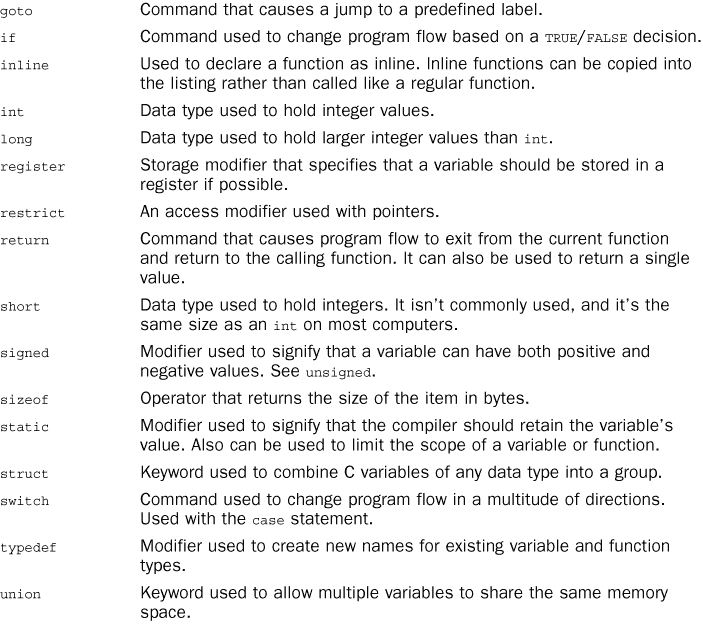 goto Command that causes a jump to a predefined label.
if Command used to change program flow based on a TRUE/FALSE decision.
inline Used to declare a function as inline. Inline functions can be copied into
the listing rather than called like a regular function.
int Data type used to hold integer values.
long Data type used to hold larger integer values than int.
register Storage modifier that specifies that a variable should be stored in a
register if possible.
restrict An access modifier used with pointers.
return Command that causes program flow to exit from the current function
and return to the calling function. It can also be used to return a single
value.
short Data type used to hold integers. It isn't commonly used, and it's the
same size as an int on most computers.
signed Modifier used to signify that a variable can have both positive and
negative values. See unsigned.
sizeof Operator that returns the size of the item in bytes.
static Modifier used to signify that the compiler should retain the variable's
value. Also can be used to limit the scope of a variable or function.
struct Keyword used to combine C variables of any data type into a group.
switch Command used to change program flow in a multitude of directions.
Used with the case statement.
typedef Modifier used to create new names for existing variable and function
types.
union Keyword used to allow multiple variables to share the same memory
space.